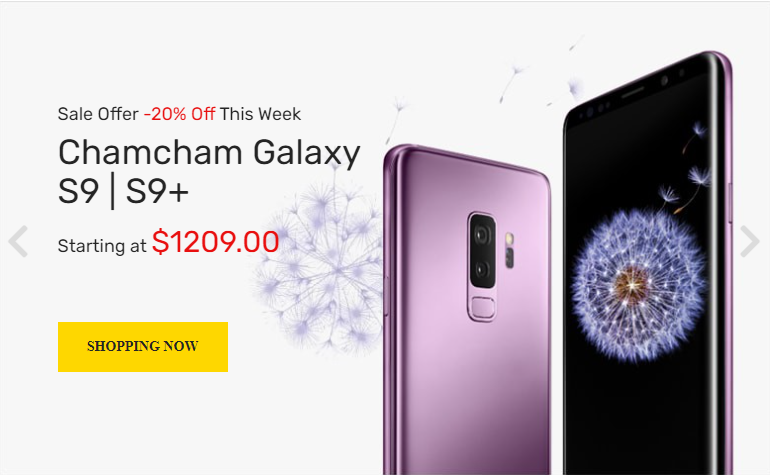 Sale Offer -20% Off This Week
Chamcham Galaxy
S9 | S9+
Starting at $1209.00
SHOPPING NOW